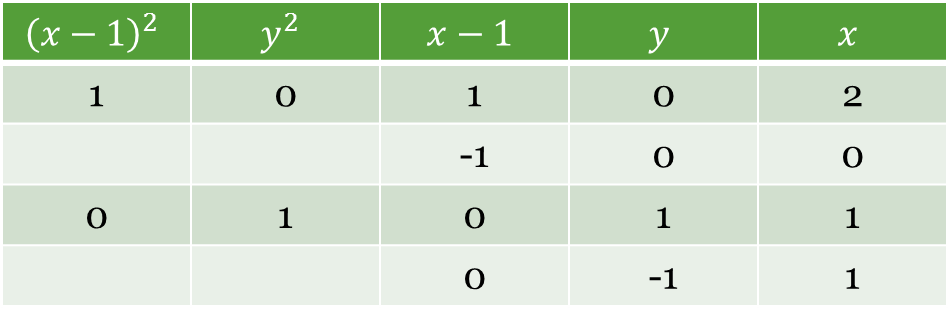 (x − 1)² y² x − 1 y x
1 0 1 0 2
-1 0 0
0 1 0 1 1
0 -1 1